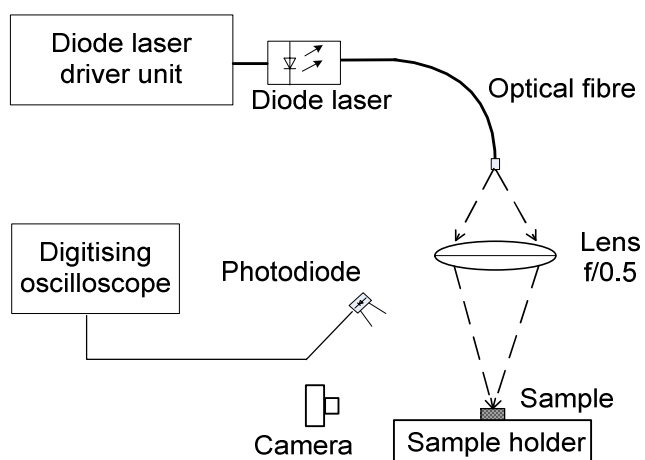 Diode laser
driver unit
Diode laser
Optical fibre
Lens
f/0.5
Digitising
oscilloscope
Photodiode
Sample
Camera
Sample holder